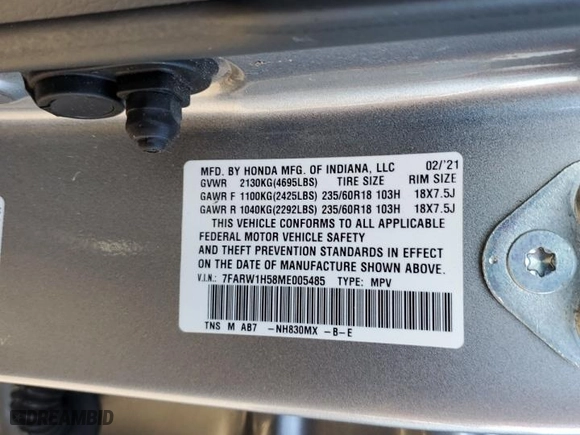 MFD. BY HONDA MFG. OF INDIANA, LLC 02/'21
GVWR 2130KG(4695LBS) TIRE SIZE RIM SIZE
GAWR F 1100KG(2425LBS) 235/60R18 103H 18X7.5J
GAWR R 1040KG(2292LBS) 235/60R18 103H 18X7.5J
THIS VEHICLE CONFORMS TO ALL APPLICABLE
FEDERAL MOTOR VEHICLE SAFETY
AND THEFT PREVENTION STANDARDS IN EFFECT
ON THE DATE OF MANUFACTURE SHOWN ABOVE.
V.I.N.: 7FARW1H58ME005485 TYPE: MPV
TNS M AB7 -NH830MX -B-E
DREAMBID